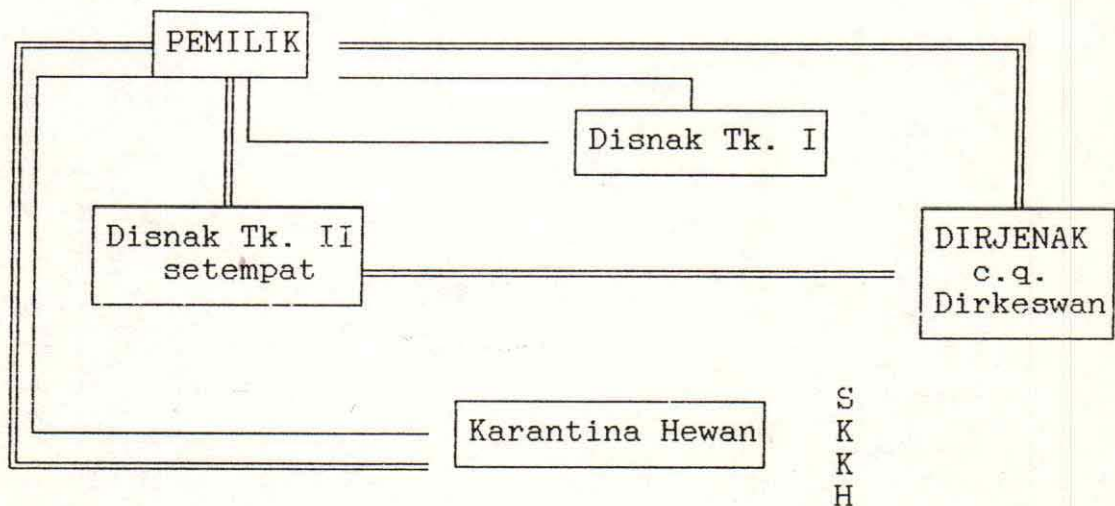 PEMILIK
Disnak Tk. I
Disnak Tk. II
setempat
DIRJENAK
c.q.
Dirkeswan
Karantina Hewan
S
K
K
H